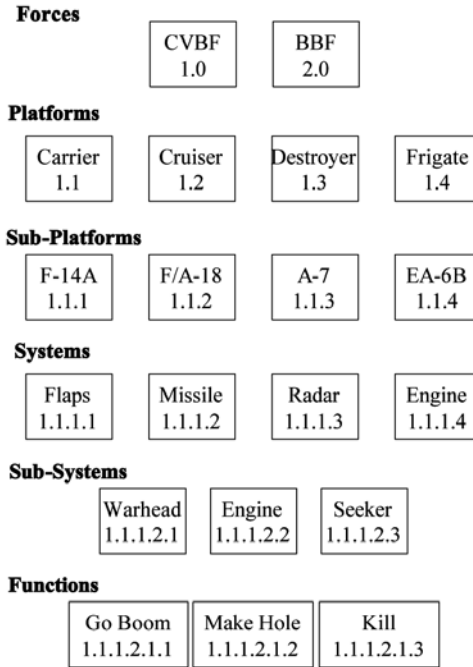 Forces
CVBF BBF
1.0 2.0
Platforms
Carrier Cruiser Destroyer Frigate
1.1 1.2 1.3 1.4
Sub-Platforms
F-14A F/A-18 A-7 EA-6B
1.1.1 1.1.2 1.1.3 1.1.4
Systems
Flaps Missile Radar Engine
1.1.1.1 1.1.1.2 1.1.1.3 1.1.1.4
Sub-Systems
Warhead Engine Seeker
1.1.1.2.1 1.1.1.2.2 1.1.1.2.3
Functions
Go Boom Make Hole Kill
1.1.1.2.1.1 1.1.1.2.1.2 1.1.1.2.1.3